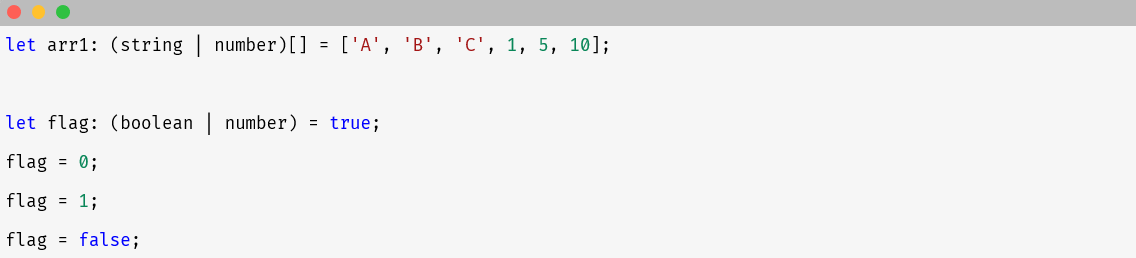 let arr1: (string | number)[] = ['A', 'B', 'C', 1, 5, 10];
let flag: (boolean | number) = true;
flag = 0;
flag = 1;
flag = false;